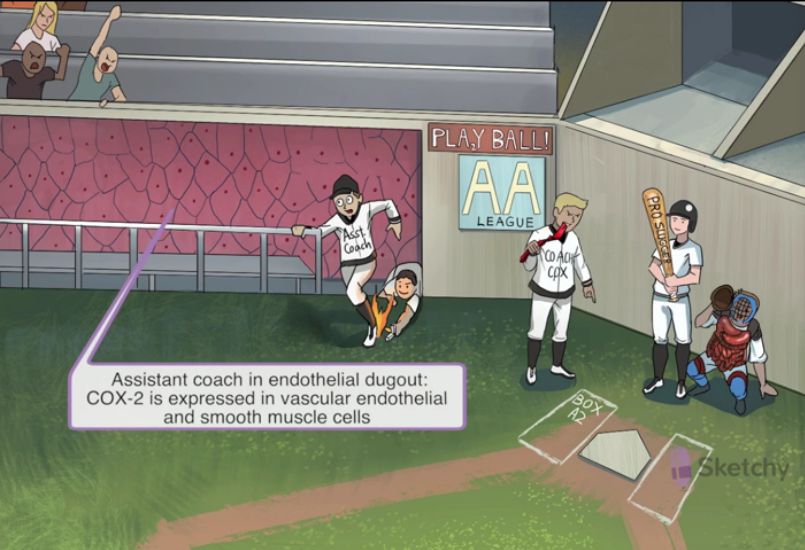 PLAY BALL!
AA
LEAGUE
Asst
Coach
COACH
COX
PRO SLUGGER
Assistant coach in endothelial dugout:
COX-2 is expressed in vascular endothelial
and smooth muscle cells
BOX
A2
Sketchy